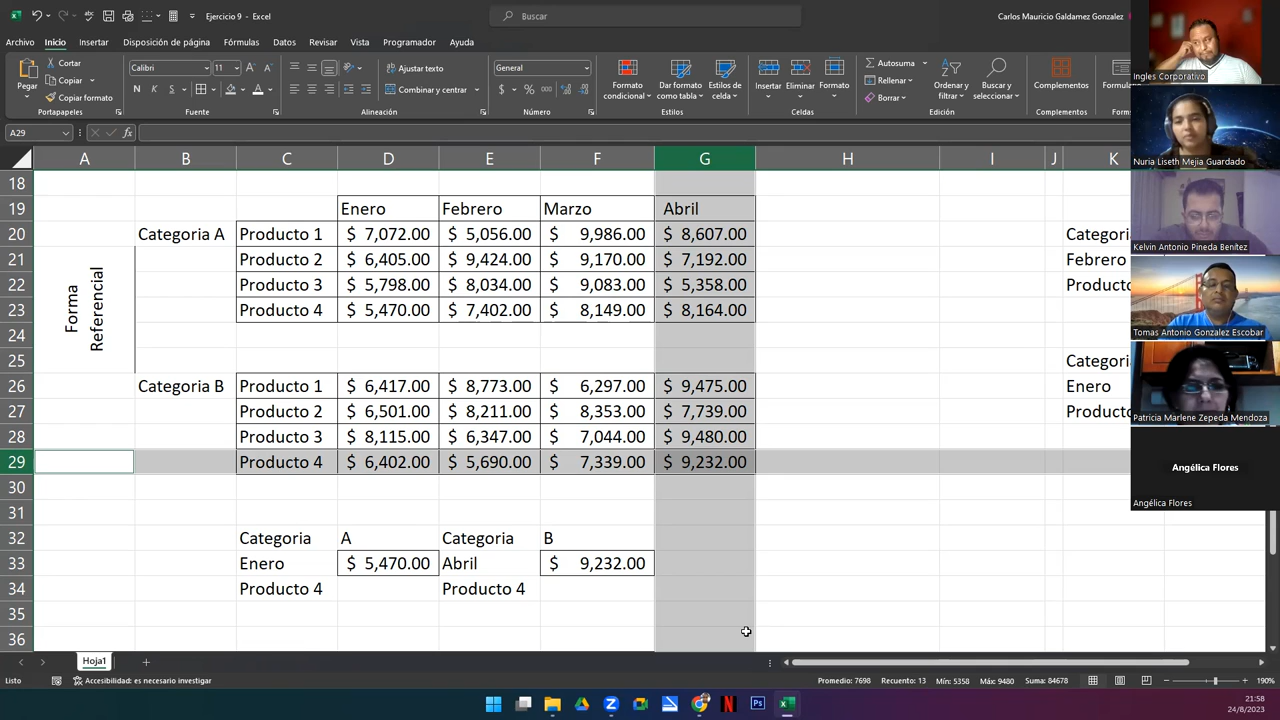 Ejercicio 9 - Excel
Buscar
Carlos Mauricio Galdamez Gonzalez
Archivo Inicio Insertar Disposición de página Fórmulas Datos Revisar Vista Programador Ayuda
Pegar
Cortar
Copiar
Copiar formato
Portapapeles
Calibri 11
N K S
Fuente
Ajustar texto
Combinar y centrar
Alineación
General
$ % 000
Número
Formato condicional
Dar formato como tabla
Estilos de celda
Estilos
Insertar Eliminar Formato
Celdas
Autosuma
Rellenar
Borrar
Ordenar y filtrar
Buscar y seleccionar
Edición
Complementos
Complementos
A29
fx
A B C D E F G H I J K
18
19 Enero Febrero Marzo Abril
20 Categoria A Producto 1 $ 7,072.00 $ 5,056.00 $ 9,986.00 $ 8,607.00
21 Producto 2 $ 6,405.00 $ 9,424.00 $ 9,170.00 $ 7,192.00 Febrero
22 Producto 3 $ 5,798.00 $ 8,034.00 $ 9,083.00 $ 5,358.00
23 Producto 4 $ 5,470.00 $ 7,402.00 $ 8,149.00 $ 8,164.00
Forma
Referencial
24
25
26 Categoria B Producto 1 $ 6,417.00 $ 8,773.00 $ 6,297.00 $ 9,475.00 Enero
27 Producto 2 $ 6,501.00 $ 8,211.00 $ 8,353.00 $ 7,739.00
28 Producto 3 $ 8,115.00 $ 6,347.00 $ 7,044.00 $ 9,480.00
29 Producto 4 $ 6,402.00 $ 5,690.00 $ 7,339.00 $ 9,232.00
30
31
32 Categoria A Categoria B
33 Enero $ 5,470.00 Abril $ 9,232.00
34 Producto 4 Producto 4
35
36
Ingles Corporativo
Nuria Liseth Mejia Guardado
Kelvin Antonio Pineda Benítez
Tomas Antonio Gonzalez Escobar
Patricia Marlene Zepeda Mendoza
Angélica Flores
Angélica Flores
Hoja1
Listo
Accesibilidad: es necesario investigar
Promedio: 7698 Recuento: 13 Mín: 5358 Máx: 9480 Suma: 84678
190%
21:58
24/8/2023